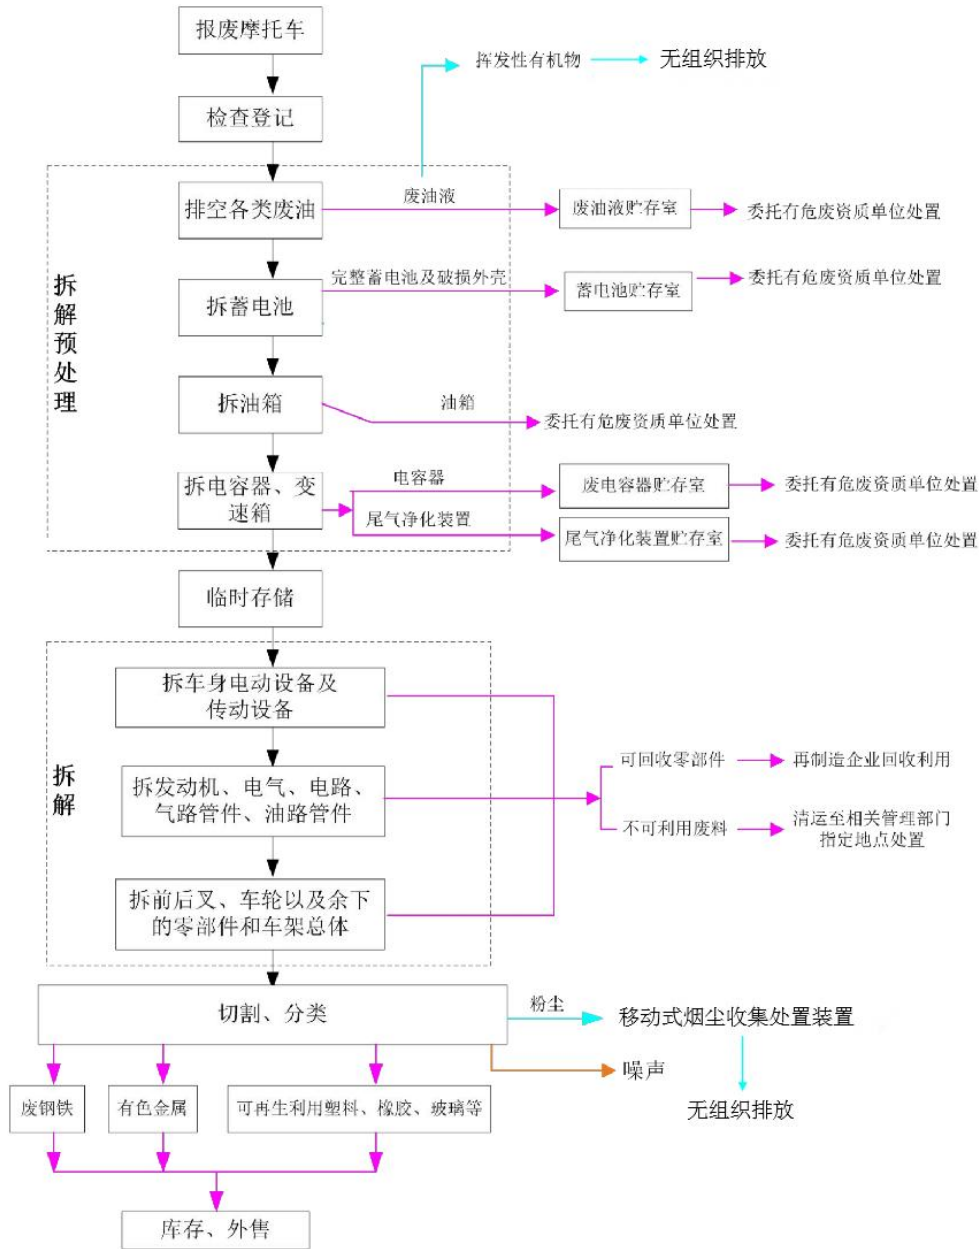 报废摩托车
挥发性有机物
无组织排放
检查登记
排空各类废油
废油液
废油液贮存室
委托有危废资质单位处置
拆解预处理
拆蓄电池
完整蓄电池及破损外壳
蓄电池贮存室
委托有危废资质单位处置
拆油箱
油箱
委托有危废资质单位处置
拆电容器、变
速箱
电容器
废电容器贮存室
委托有危废资质单位处置
尾气净化装置
尾气净化装置贮存室
委托有危废资质单位处置
临时存储
拆解
拆车身电动设备及
传动设备
拆发动机、电气、电路、
气路管件、油路管件
可回收零部件
再制造企业回收利用
不可利用废料
清运至相关管理部门
指定地点处置
拆前后叉、车轮以及余下
的零部件和车架总体
切割、分类
粉尘
移动式烟尘收集处置装置
噪声
无组织排放
废钢铁
有色金属
可再生利用塑料、橡胶、玻璃等
库存、外售